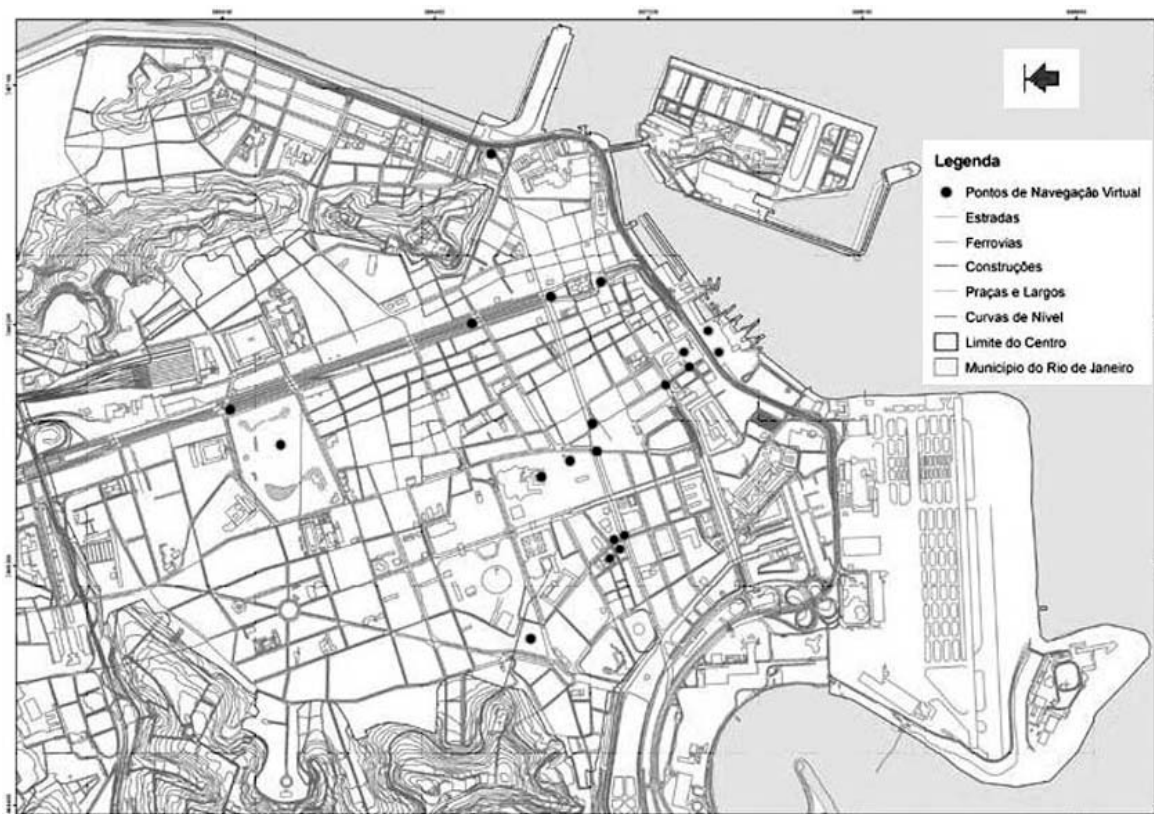 Legenda
Pontos de Navegação Virtual
Estradas
Ferrovias
Construções
Praças e Largos
Curvas de Nível
Limite do Centro
Município do Rio de Janeiro